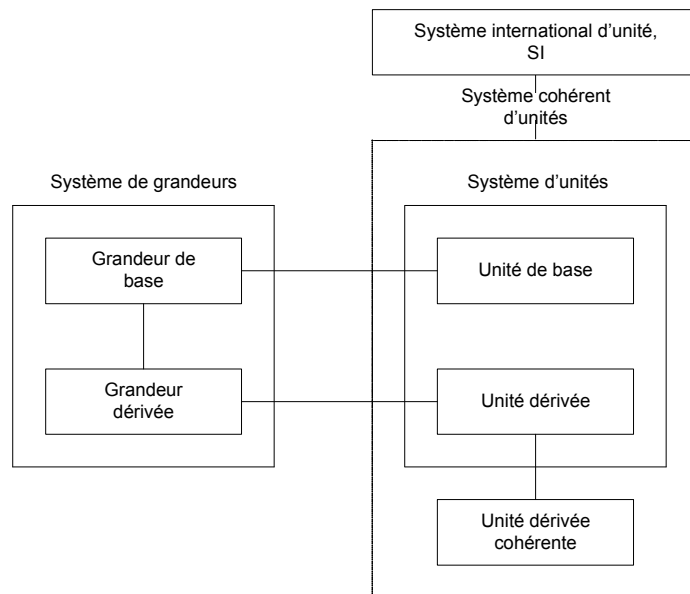 Système international d’unité,
SI
Système cohérent
d’unités
Système de grandeurs
Système d’unités
Grandeur de
base
Unité de base
Grandeur
dérivée
Unité dérivée
Unité dérivée
cohérente